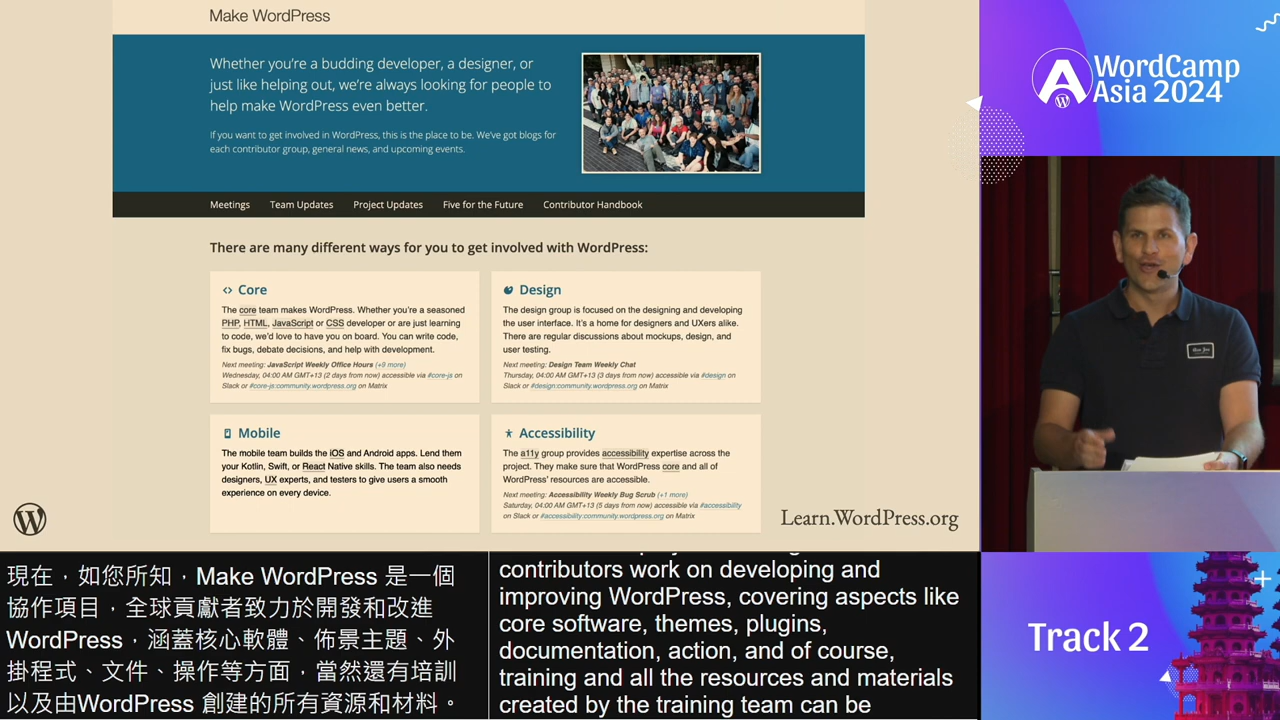 Make WordPress
Whether you're a budding developer, a designer, or
just like helping out, we're always looking for people to
help make WordPress even better.
If you want to get involved in WordPress, this is the place to be. We've got blogs for
each contributor group, general news, and upcoming events.
Meetings Team Updates Project Updates Five for the Future Contributor Handbook
There are many different ways for you to get involved with WordPress:
Core
The core team makes WordPress. Whether you're a seasoned
PHP, HTML, JavaScript or CSS developer or are just learning
to code, we'd love to have you on board. You can write code,
fix bugs, debate decisions, and help with development.
Next meeting: JavaScript Weekly Office Hours (+9 more)
Wednesday, 04:00 AM GMT+13 (2 days from now) accessible via #core-js on
Slack or #core-js:community.wordpress.org on Matrix
Design
The design group is focused on the designing and developing
the user interface. It's a home for designers and UXers alike.
There are regular discussions about mockups, design, and
user testing.
Next meeting: Design Team Weekly Chat
Thursday, 04:00 AM GMT+13 (3 days from now) accessible via #design on
Slack or #design:community.wordpress.org on Matrix
Mobile
The mobile team builds the iOS and Android apps. Lend them
your Kotlin, Swift, or React Native skills. The team also needs
designers, UX experts, and testers to give users a smooth
experience on every device.
Accessibility
The a11y group provides accessibility expertise across the
project. They make sure that WordPress core and all of
WordPress' resources are accessible.
Next meeting: Accessibility Weekly Bug Scrub (+1 more)
Saturday, 04:00 AM GMT+13 (5 days from now) accessible via #accessibility
on Slack or #accessibility:community.wordpress.org on Matrix
Learn.WordPress.org
WordCamp
Asia 2024
現在，如您所知，Make WordPress 是一個
協作項目，全球貢獻者致力於開發和改進
WordPress，涵蓋核心軟體、佈景主題、外
掛程式、文件、操作等方面，當然還有培訓
以及由WordPress 創建的所有資源和材料。
contributors work on developing and
improving WordPress, covering aspects like
core software, themes, plugins,
documentation, action, and of course,
training and all the resources and materials
created by the training team can be
Track 2